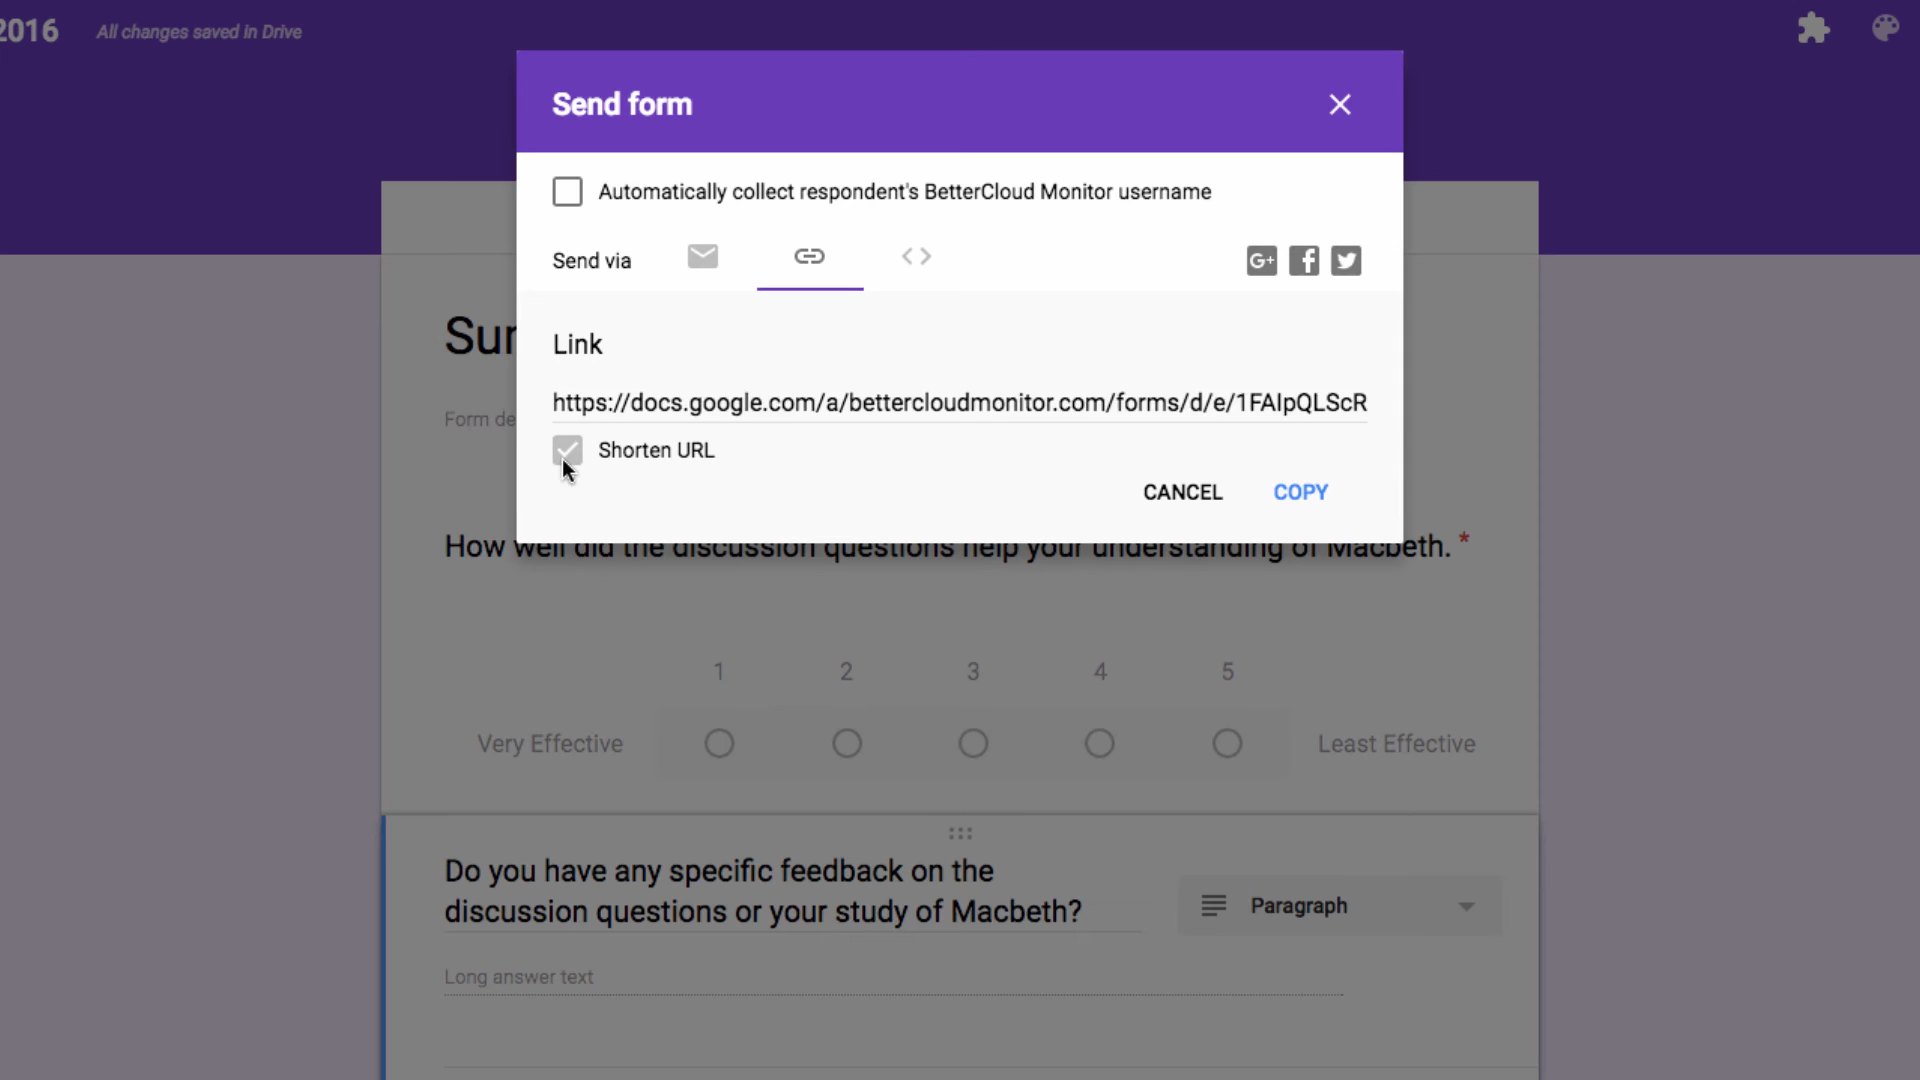 2016 All changes saved in Drive
Send form
Automatically collect respondent's BetterCloud Monitor username
Send via
G+
Link
https://docs.google.com/a/bettercloudmonitor.com/forms/d/e/1FAIpQLScR
Form de
Shorten URL
CANCEL COPY
How well did the discussion questions help your understanding of Macbeth. *
1 2 3 4 5
Very Effective Least Effective
Do you have any specific feedback on the
discussion questions or your study of Macbeth?
Paragraph
Long answer text